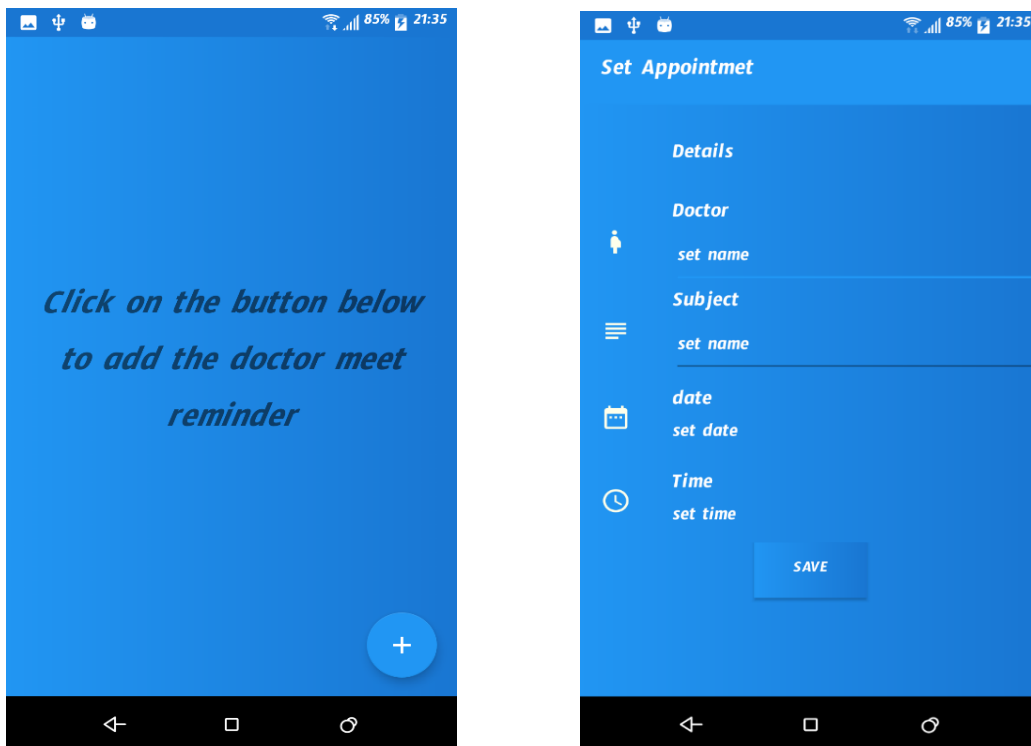 85% 21:35
Click on the button below
to add the doctor meet
reminder
+
85% 21:35
Set Appointmet
Details
Doctor
set name
Subject
set name
date
set date
Time
set time
SAVE